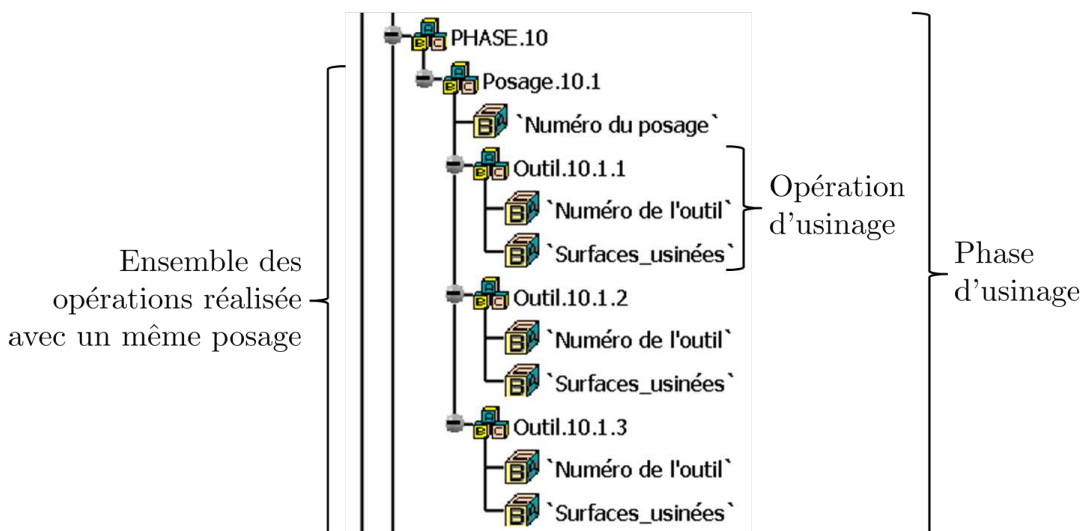 PHASE.10
Posage.10.1
`Numéro du posage`
Outil.10.1.1
`Numéro de l'outil`
`Surfaces_usinées`
Outil.10.1.2
`Numéro de l'outil`
`Surfaces_usinées`
Outil.10.1.3
`Numéro de l'outil`
`Surfaces_usinées`
Ensemble des
opérations réalisée
avec un même posage
Opération
d'usinage
Phase
d'usinage